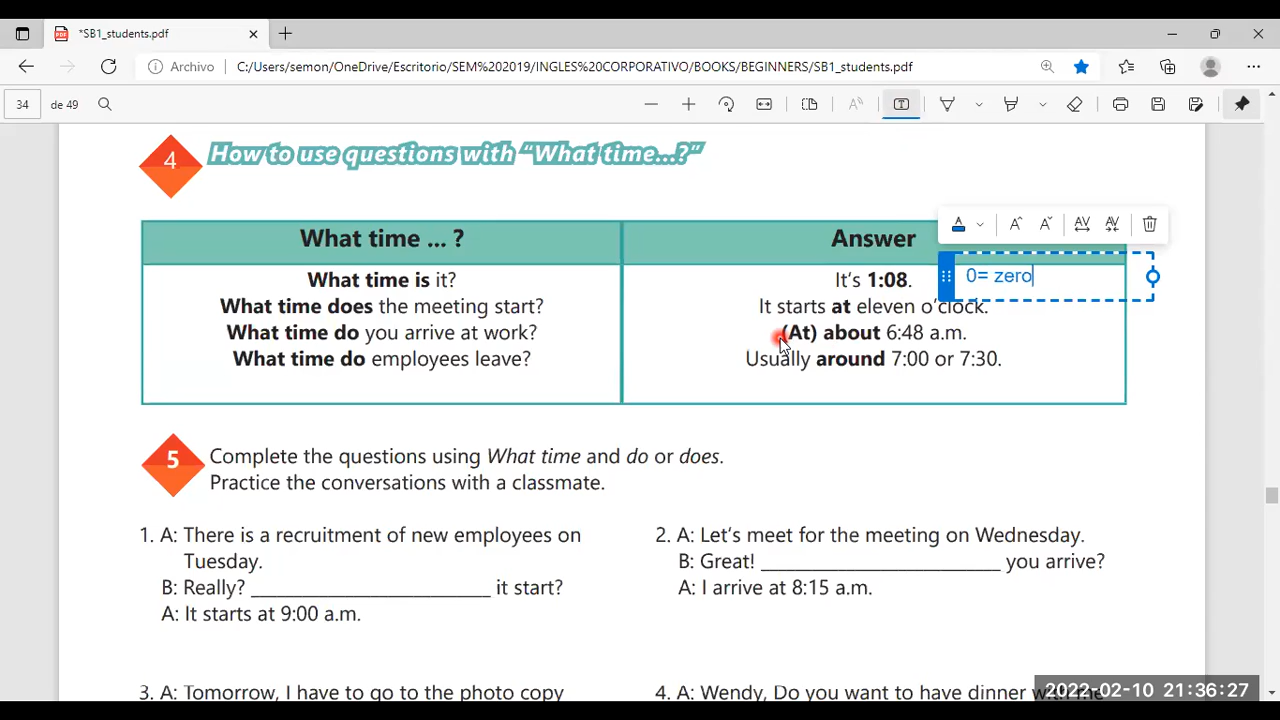 *SB1_students.pdf
Archivo
C:/Users/semon/OneDrive/Escritorio/SEM%202019/INGLES%20CORPORATIVO/BOOKS/BEGINNERS/SB1_students.pdf
34 de 49
4 How to use questions with “What time...?”
What time ... ?
Answer
What time is it?
What time does the meeting start?
What time do you arrive at work?
What time do employees leave?
It‘s 1:08.
0= zero
It starts at eleven o‘clock.
(At) about 6:48 a.m.
Usually around 7:00 or 7:30.
5 Complete the questions using What time and do or does.
Practice the conversations with a classmate.
1. A: There is a recruitment of new employees on
Tuesday.
B: Really? _________________________ it start?
A: It starts at 9:00 a.m.
2. A: Let‘s meet for the meeting on Wednesday.
B: Great! _________________________ you arrive?
A: I arrive at 8:15 a.m.
3. A: Tomorrow, I have to go to the photo copy
4. A: Wendy, Do you want to have dinner with me
2022-02-10 21:36:27